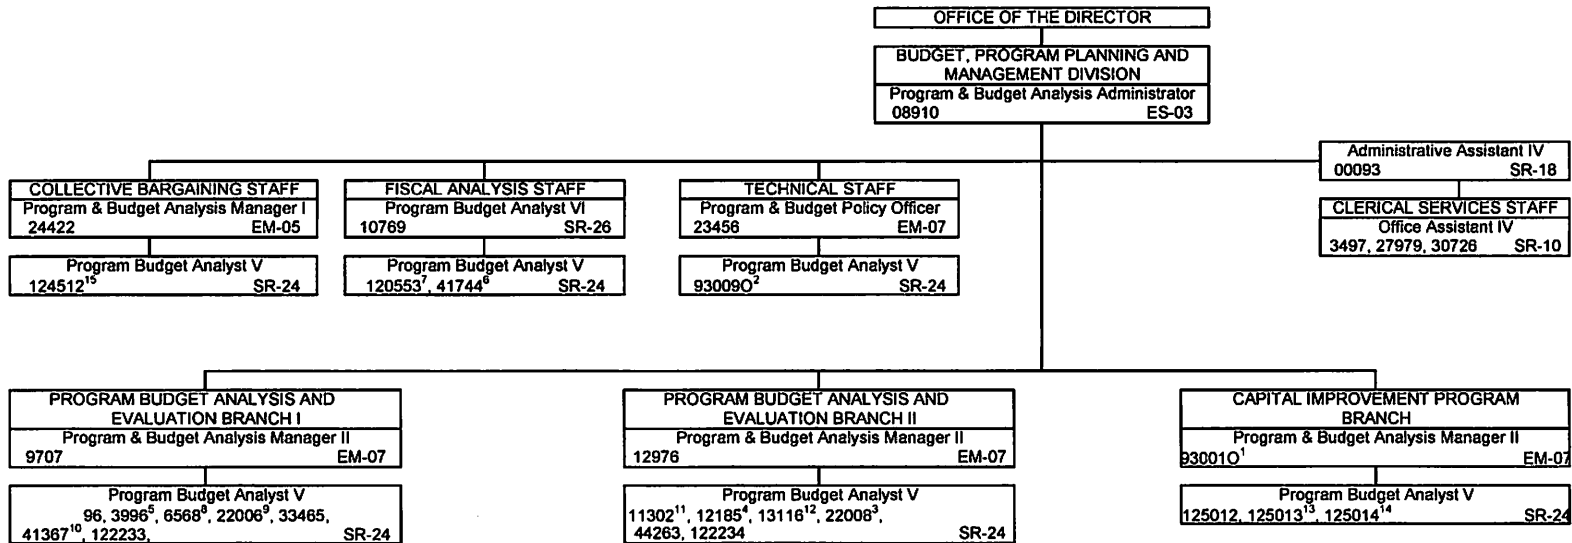 OFFICE OF THE DIRECTOR
BUDGET, PROGRAM PLANNING AND
MANAGEMENT DIVISION
Program & Budget Analysis Administrator
08910 ES-03
Administrative Assistant IV
00093 SR-18
CLERICAL SERVICES STAFF
Office Assistant IV
3497, 27979, 30726 SR-10
COLLECTIVE BARGAINING STAFF
Program & Budget Analysis Manager I
24422 EM-05
Program Budget Analyst V
124512¹⁵ SR-24
FISCAL ANALYSIS STAFF
Program Budget Analyst VI
10769 SR-26
Program Budget Analyst V
120553⁷, 41744⁶ SR-24
TECHNICAL STAFF
Program & Budget Policy Officer
23456 EM-07
Program Budget Analyst V
93009O² SR-24
PROGRAM BUDGET ANALYSIS AND
EVALUATION BRANCH I
Program & Budget Analysis Manager II
9707 EM-07
Program Budget Analyst V
96, 3996⁵, 6568⁸, 22006⁹, 33465,
41367¹⁰, 122233, SR-24
PROGRAM BUDGET ANALYSIS AND
EVALUATION BRANCH II
Program & Budget Analysis Manager II
12976 EM-07
Program Budget Analyst V
11302¹¹, 12185⁴, 13116¹², 22008³,
44263, 122234 SR-24
CAPITAL IMPROVEMENT PROGRAM
BRANCH
Program & Budget Analysis Manager II
93001O¹ EM-07
Program Budget Analyst V
125012, 125013¹³, 125014¹⁴ SR-24